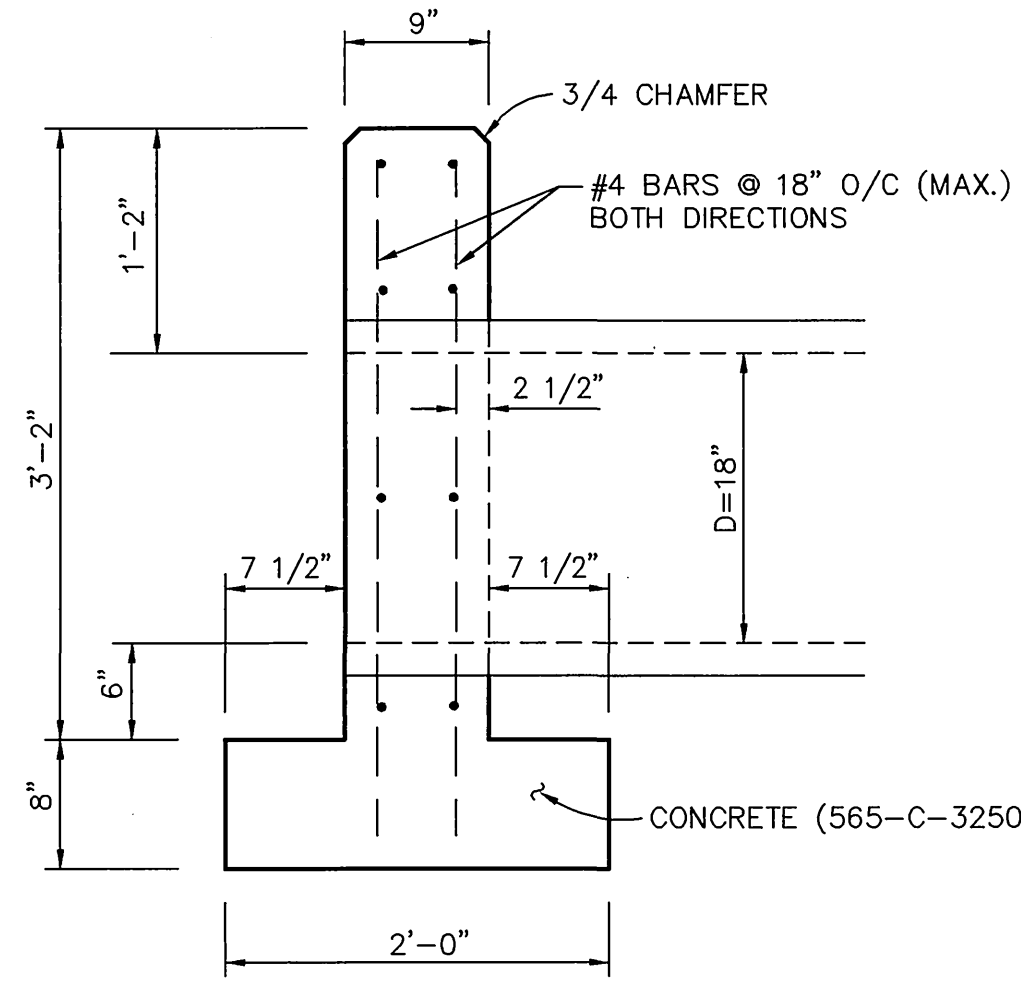 9"
3/4 CHAMFER
#4 BARS @ 18" O/C (MAX.)
BOTH DIRECTIONS
1'-2"
2 1/2"
3'-2"
D=18"
7 1/2"
7 1/2"
6"
8"
CONCRETE (565-C-3250
2'-0"